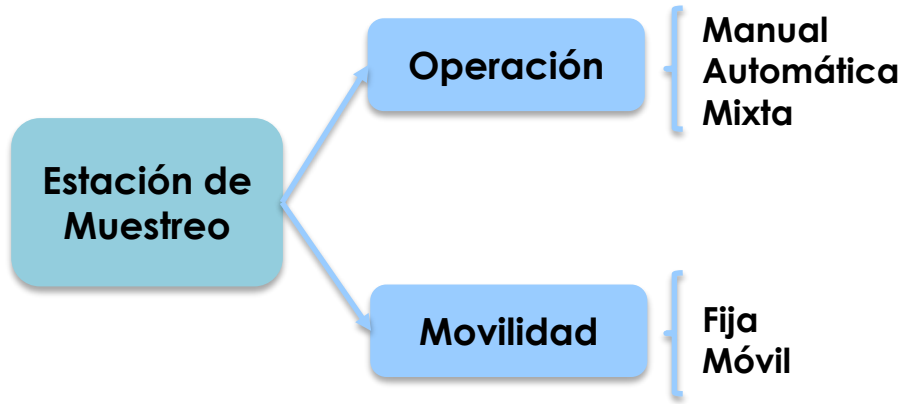 Estación de
Muestreo
Operación
Manual
Automática
Mixta
Movilidad
Fija
Móvil